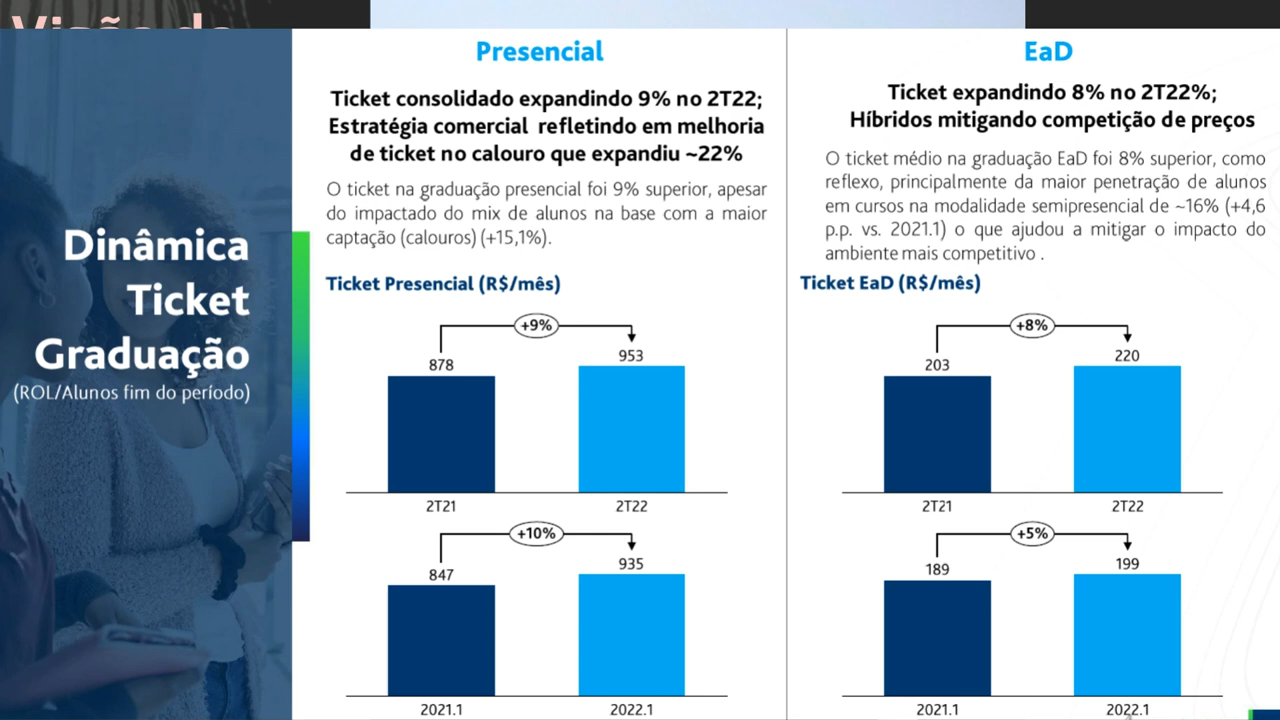 Visão do
Dinâmica
Ticket
Graduação
(ROL/Alunos fim do período)
Presencial
Ticket consolidado expandindo 9% no 2T22;
Estratégia comercial refletindo em melhoria
de ticket no calouro que expandiu ~22%
O ticket na graduação presencial foi 9% superior, apesar
do impactado do mix de alunos na base com a maior
captação (calouros) (+15,1%).
Ticket Presencial (R$/mês)
+9%
878
953
2T21
2T22
+10%
847
935
2021.1
2022.1
EaD
Ticket expandindo 8% no 2T22%;
Híbridos mitigando competição de preços
O ticket médio na graduação EaD foi 8% superior, como
reflexo, principalmente da maior penetração de alunos
em cursos na modalidade semipresencial de ~16% (+4,6
p.p. vs. 2021.1) o que ajudou a mitigar o impacto do
ambiente mais competitivo .
Ticket EaD (R$/mês)
+8%
203
220
2T21
2T22
+5%
189
199
2021.1
2022.1